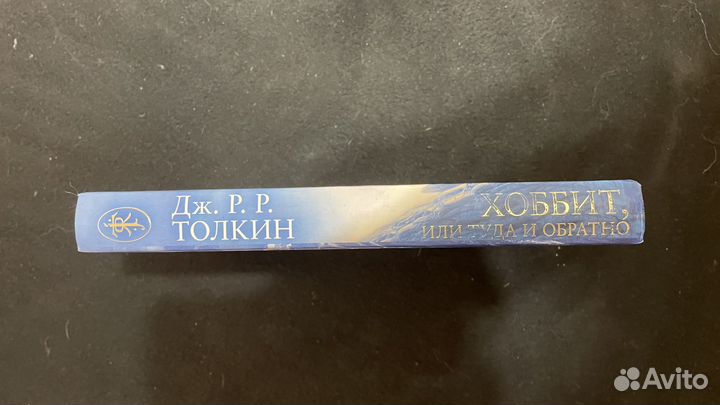 Дж. Р. Р.
ТОЛКИН
ХОББИТ,
ИЛИ ТУДА И ОБРАТНО
Avito